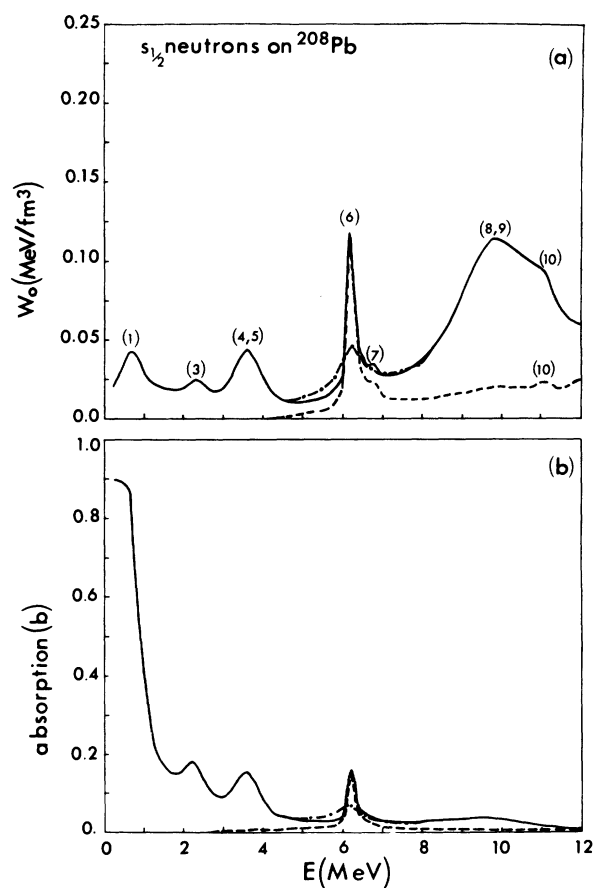 s½ neutrons on ²⁰⁸Pb
(a)
0.25
0.20
0.15
0.10
0.05
0.0
W₀(MeV/fm³)
(1)
(3)
(4,5)
(6)
(7)
(8,9)
(10)
(10)
(b)
1.0
0.8
0.6
0.4
0.2
0.
absorption (b)
0 2 4 6 8 10 12
E(MeV)